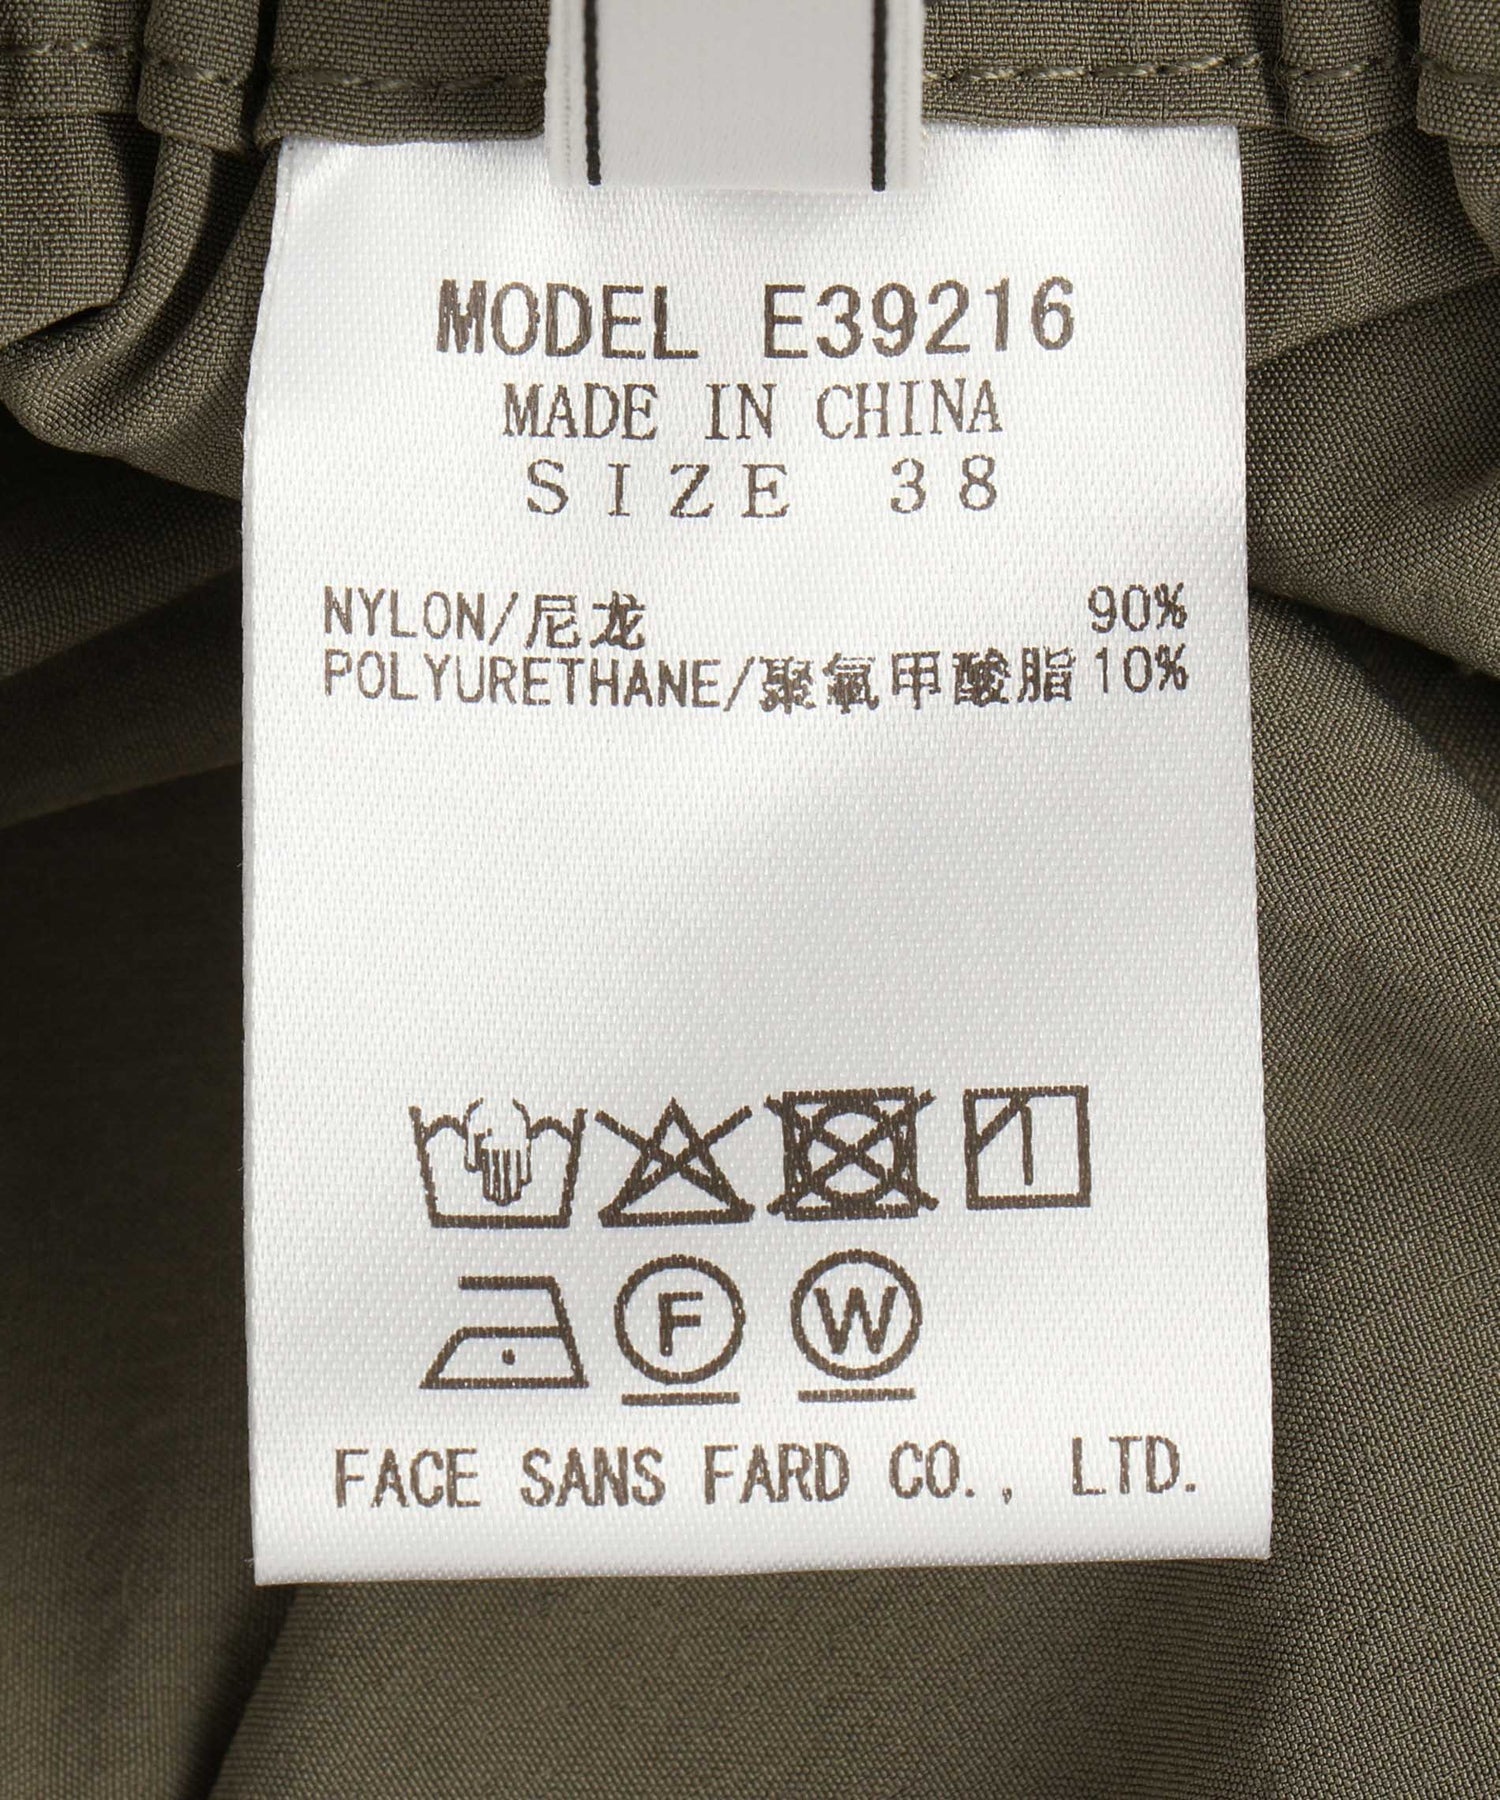 MODEL E39216
MADE IN CHINA
SIZE 38
NYLON/尼龙 90%
POLYURETHANE/聚氨甲酸脂 10%
F W
FACE SANS FARD CO., LTD.